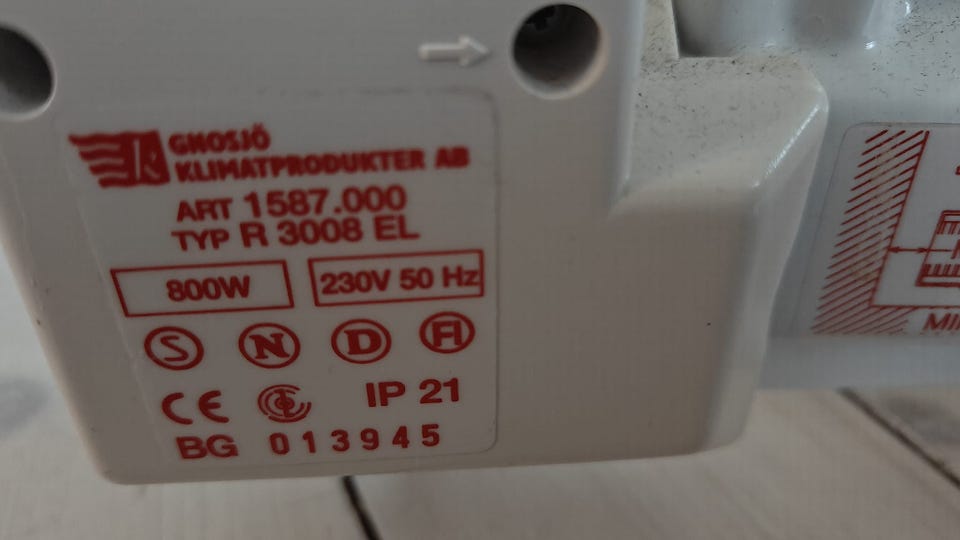 GNOSJÖ
KLIMATPRODUKTER AB
ART 1587.000
TYP R 3008 EL
800W
230V 50 Hz
S N D FI
CE IP 21
BG 013945